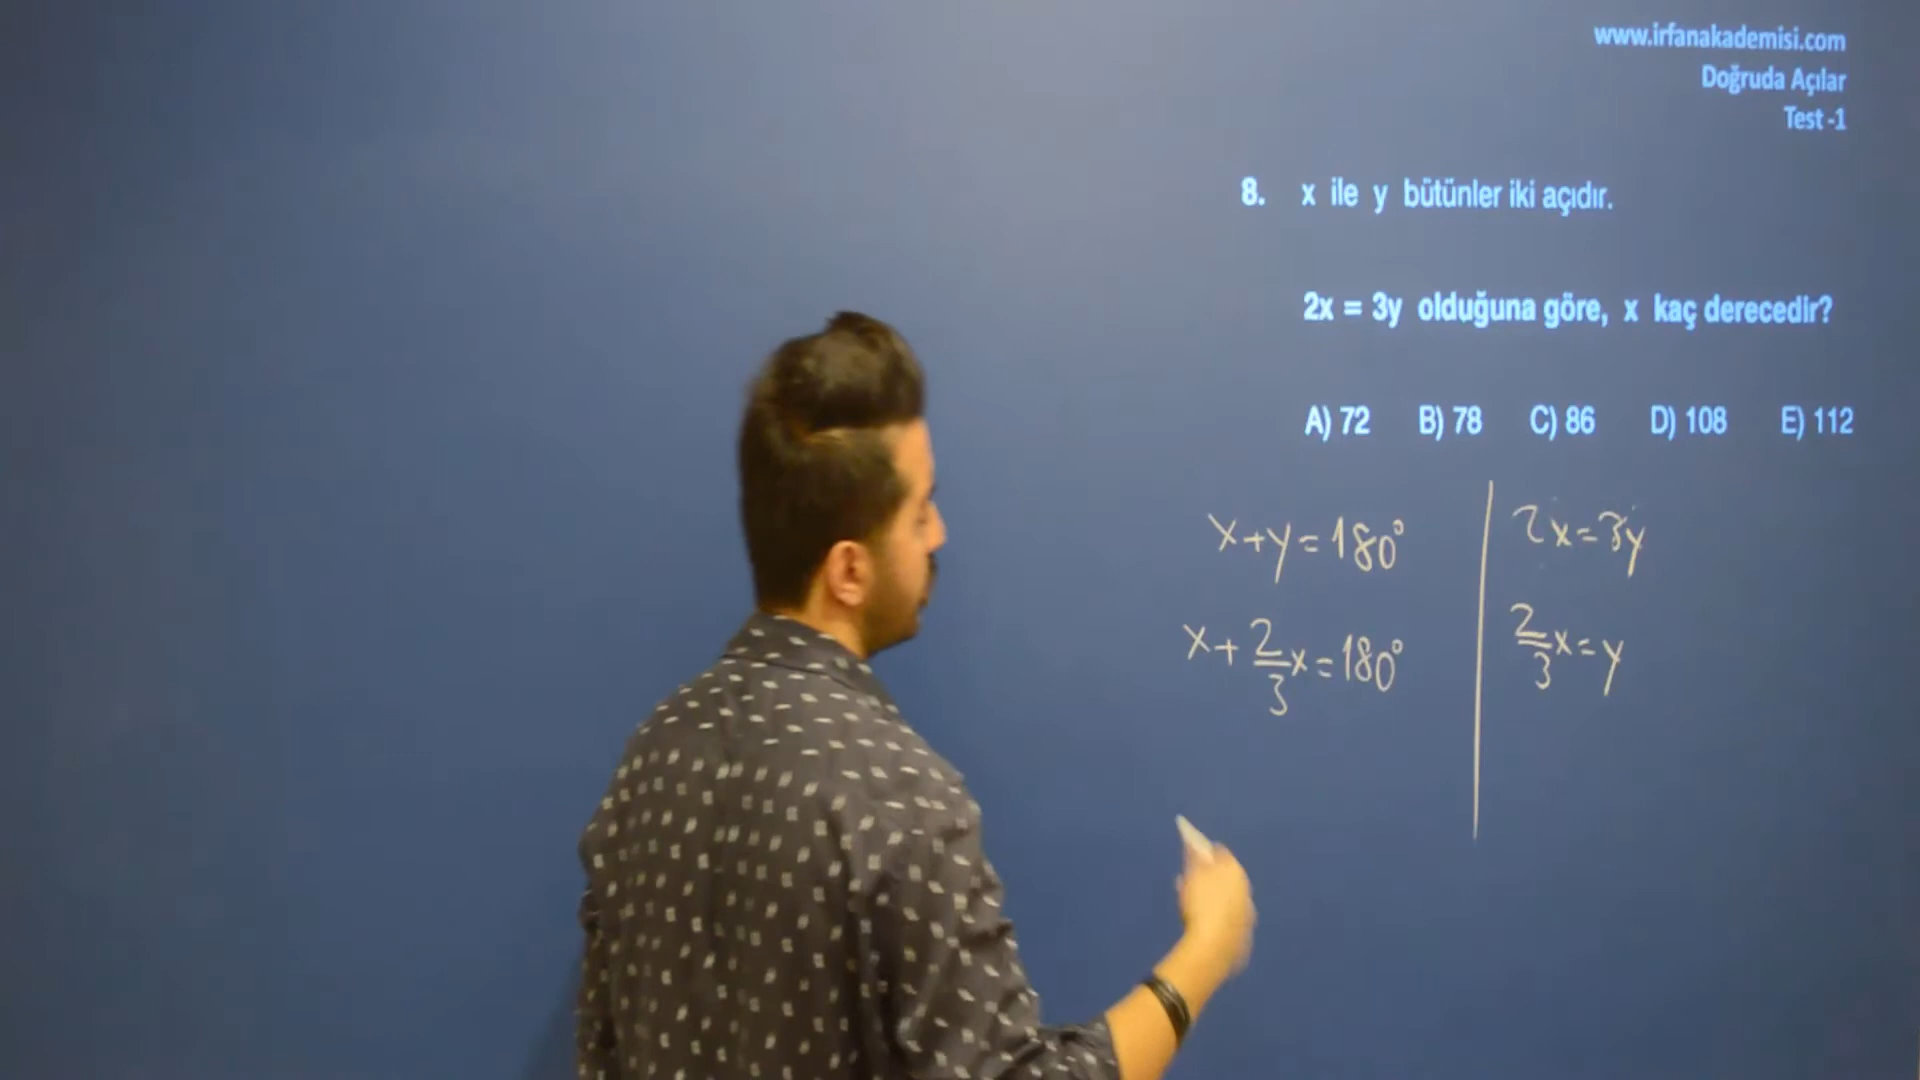 www.irfanakademisi.com
Doğruda Açılar
Test -1
8. x ile y bütünler iki açıdır.
2x = 3y olduğuna göre, x kaç derecedir?
A) 72 B) 78 C) 86 D) 108 E) 112
x+y=180°
2x=3y
x+2/3x=180°
2/3x=y